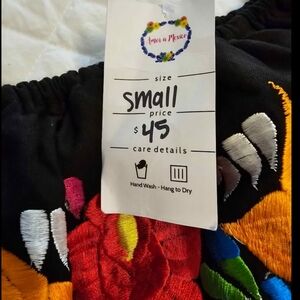 Amor a Mexico
size
small
price
$ 45
care details
Hand Wash - Hang to Dry